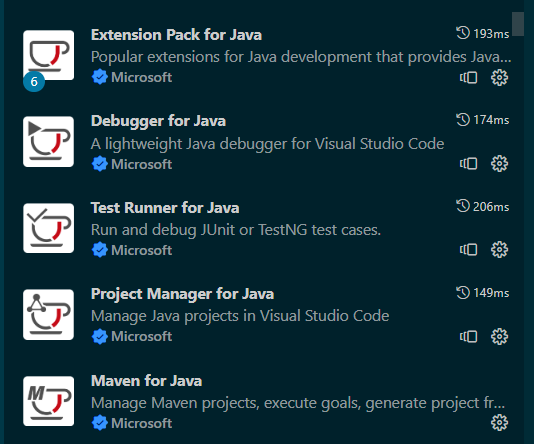 Extension Pack for Java 193ms
Popular extensions for Java development that provides Java...
6 Microsoft
Debugger for Java 174ms
A lightweight Java debugger for Visual Studio Code
Microsoft
Test Runner for Java 206ms
Run and debug JUnit or TestNG test cases.
Microsoft
Project Manager for Java 149ms
Manage Java projects in Visual Studio Code
Microsoft
Maven for Java
M Manage Maven projects, execute goals, generate project fr...
Microsoft